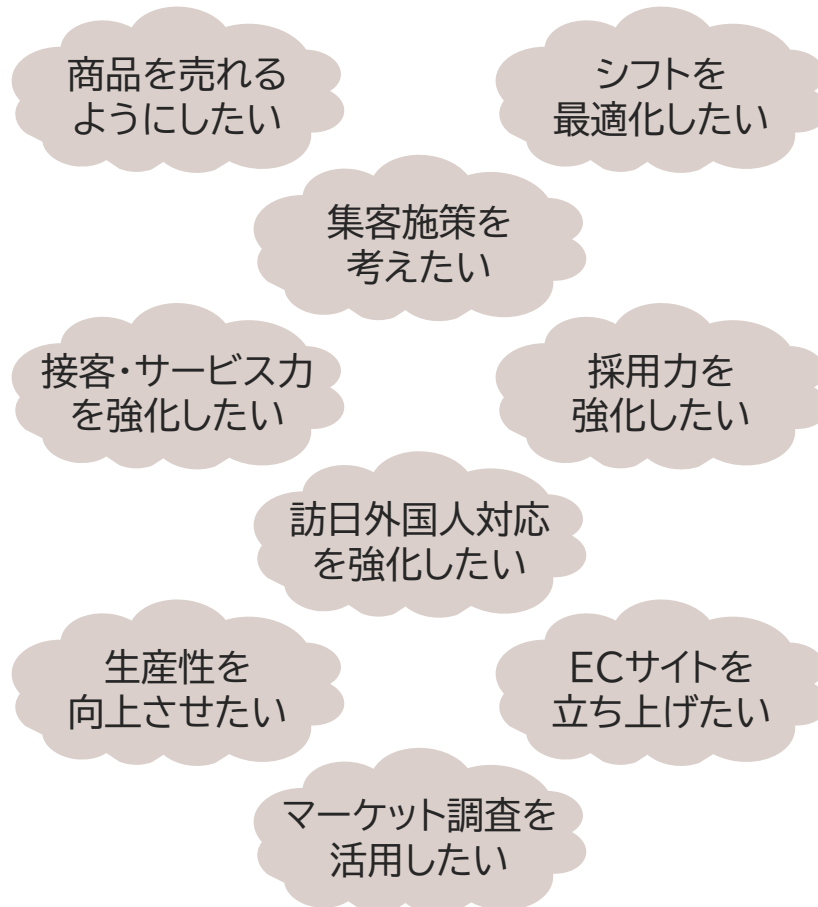 商品を売れる
ようにしたい
シフトを
最適化したい
集客施策を
考えたい
接客・サービス力
を強化したい
採用力を
強化したい
訪日外国人対応
を強化したい
生産性を
向上させたい
ECサイトを
立ち上げたい
マーケット調査を
活用したい